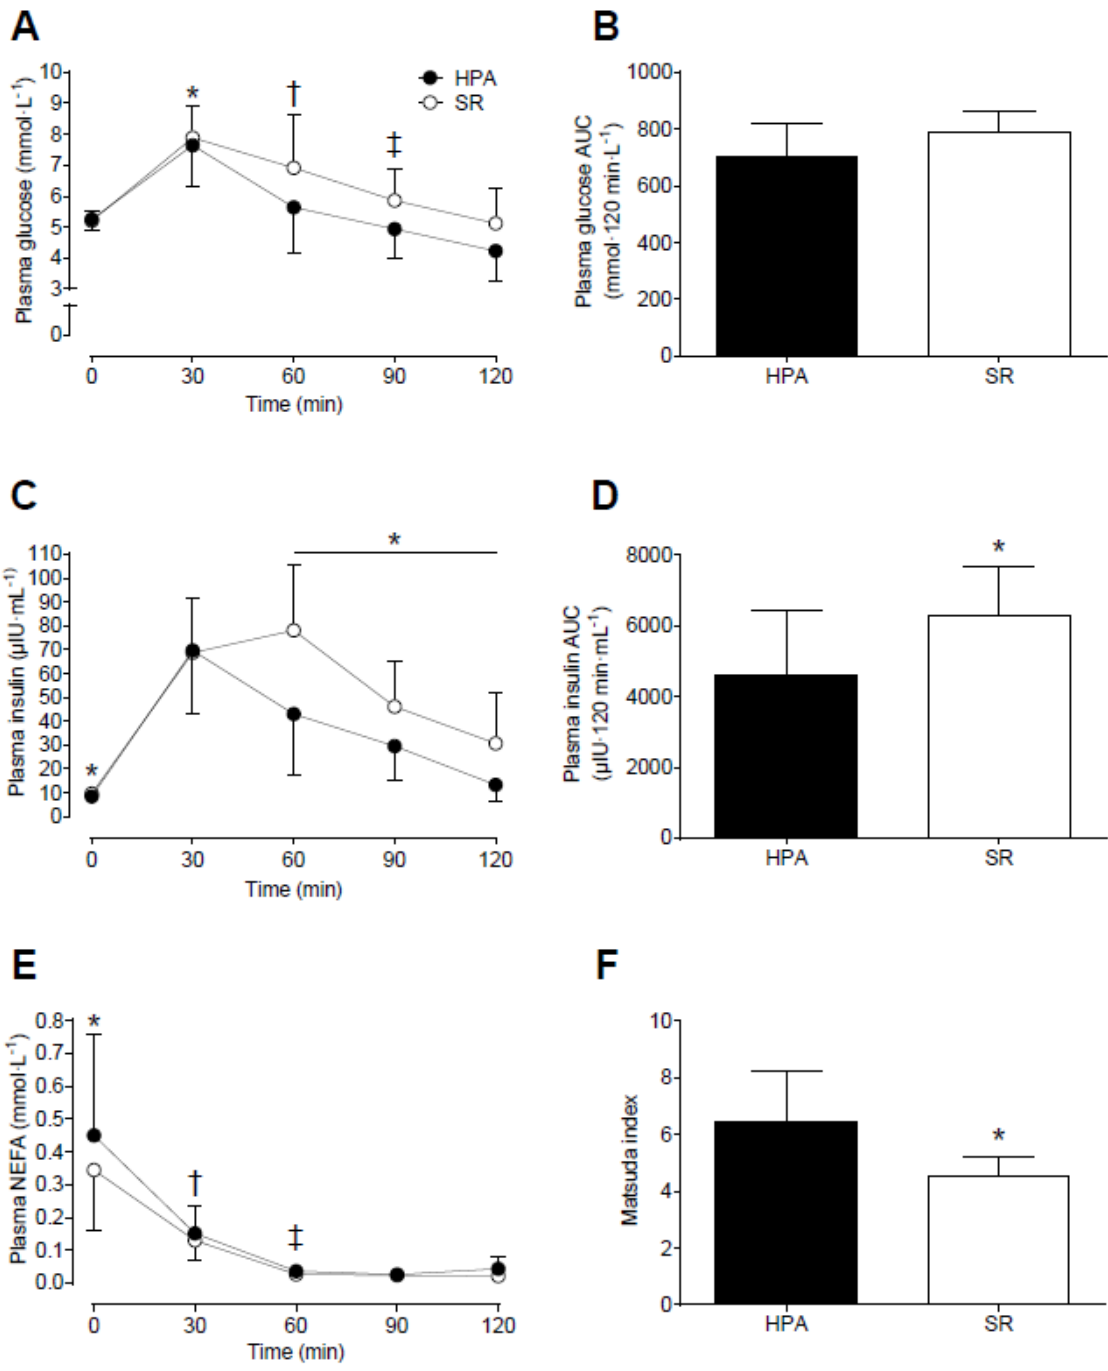 A
Plasma glucose (mmol·L⁻¹)
10
9
8
7
6
5
4
3
0
*
†
‡
HPA
SR
0 30 60 90 120
Time (min)
B
Plasma glucose AUC
(mmol·120 min·L⁻¹)
1000
800
600
400
200
0
HPA SR
C
Plasma insulin (µIU·mL⁻¹)
110
100
90
80
70
60
50
40
30
20
10
0
*
*
0 30 60 90 120
Time (min)
D
Plasma insulin AUC
(µIU·120 min·mL⁻¹)
8000
6000
4000
2000
0
*
HPA SR
E
Plasma NEFA (mmol·L⁻¹)
0.8
0.7
0.6
0.5
0.4
0.3
0.2
0.1
0.0
*
†
‡
0 30 60 90 120
Time (min)
F
Matsuda index
10
8
6
4
2
0
*
HPA SR